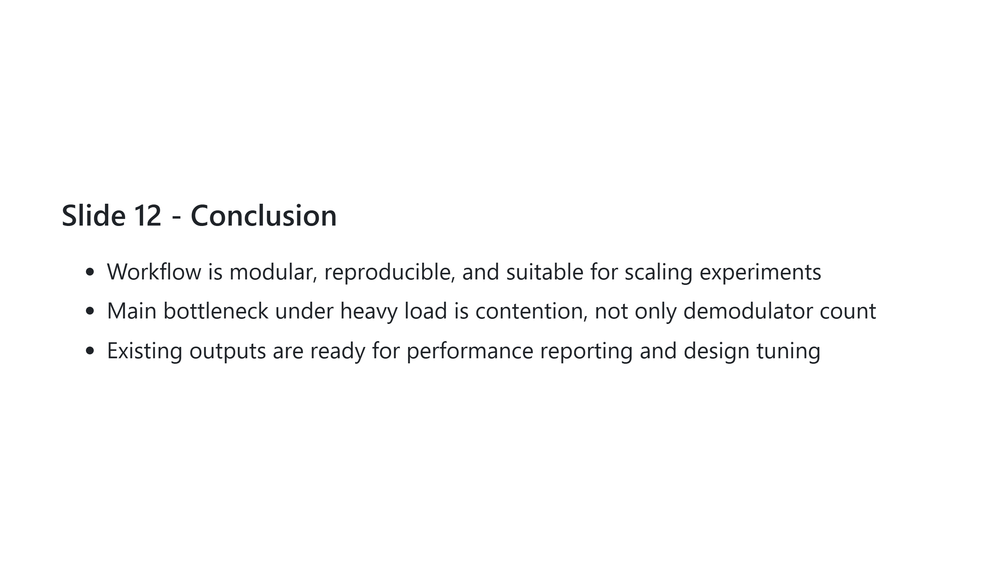 Slide 12 - Conclusion
• Workflow is modular, reproducible, and suitable for scaling experiments
• Main bottleneck under heavy load is contention, not only demodulator count
• Existing outputs are ready for performance reporting and design tuning